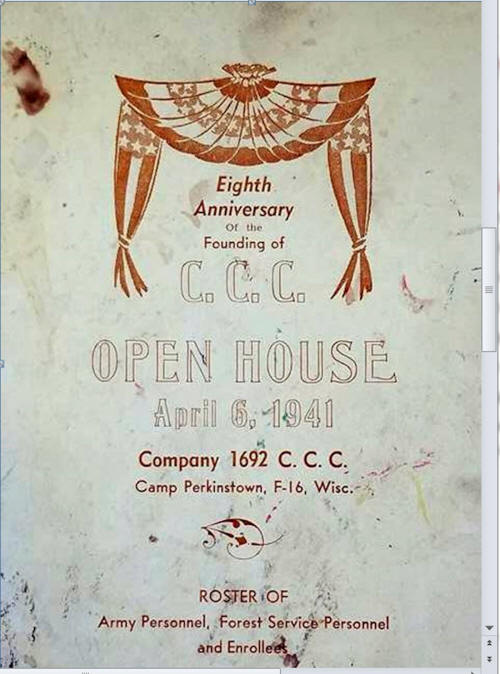 Eighth
Anniversary
Of the
Founding of
C. C. C.
OPEN HOUSE
April 6, 1941
Company 1692 C. C. C.
Camp Perkinstown, F-16, Wisc.
ROSTER OF
Army Personnel, Forest Service Personnel
and Enrollees